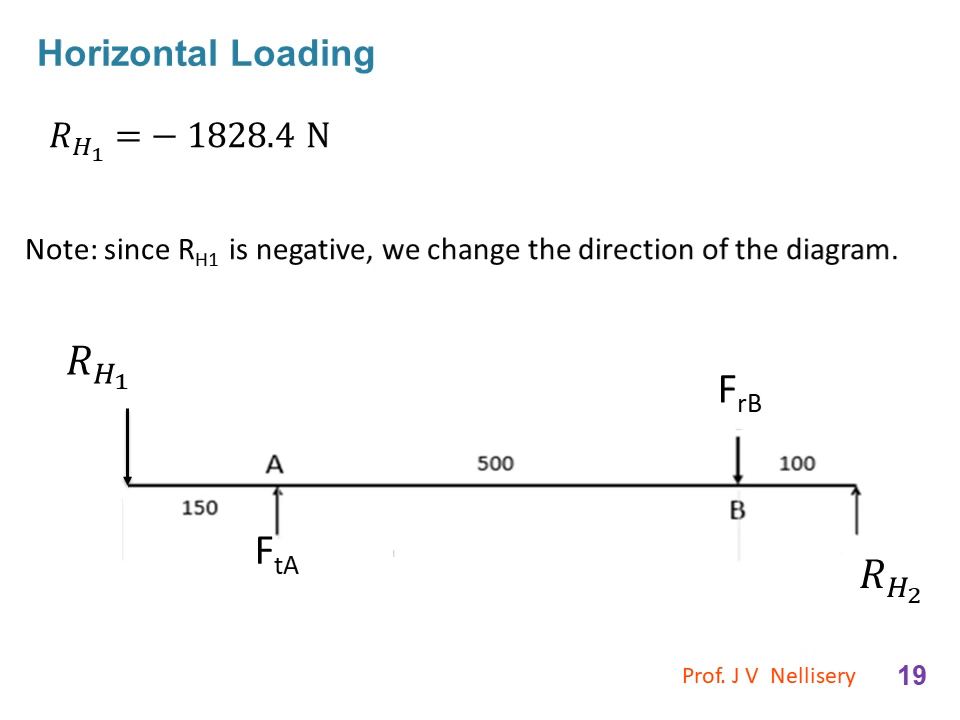 Horizontal Loading
R_{H_1} = − 1828.4 N
Note: since R_{H1} is negative, we change the direction of the diagram.
R_{H_1}
F_{rB}
A
500
100
150
B
F_{tA}
R_{H_2}
Prof. J V Nellisery
19